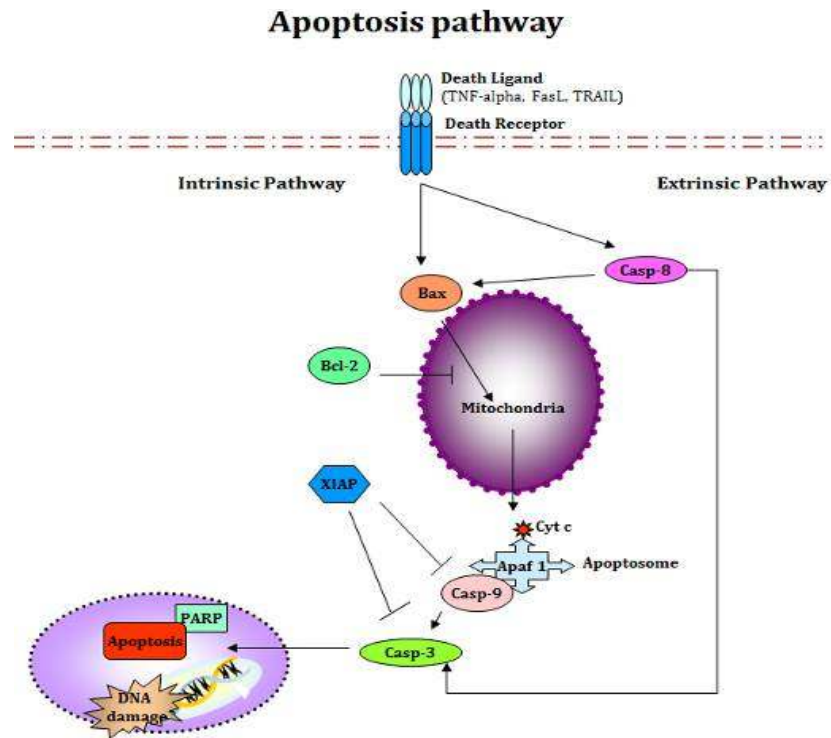 Apoptosis pathway
Death Ligand
(TNF-alpha, FasL, TRAIL)
Death Receptor
Intrinsic Pathway
Extrinsic Pathway
Casp-8
Bax
Bcl-2
Mitochondria
XIAP
Cyt c
Apaf 1
Apoptosome
Casp-9
PARP
Apoptosis
Casp-3
DNA
damage